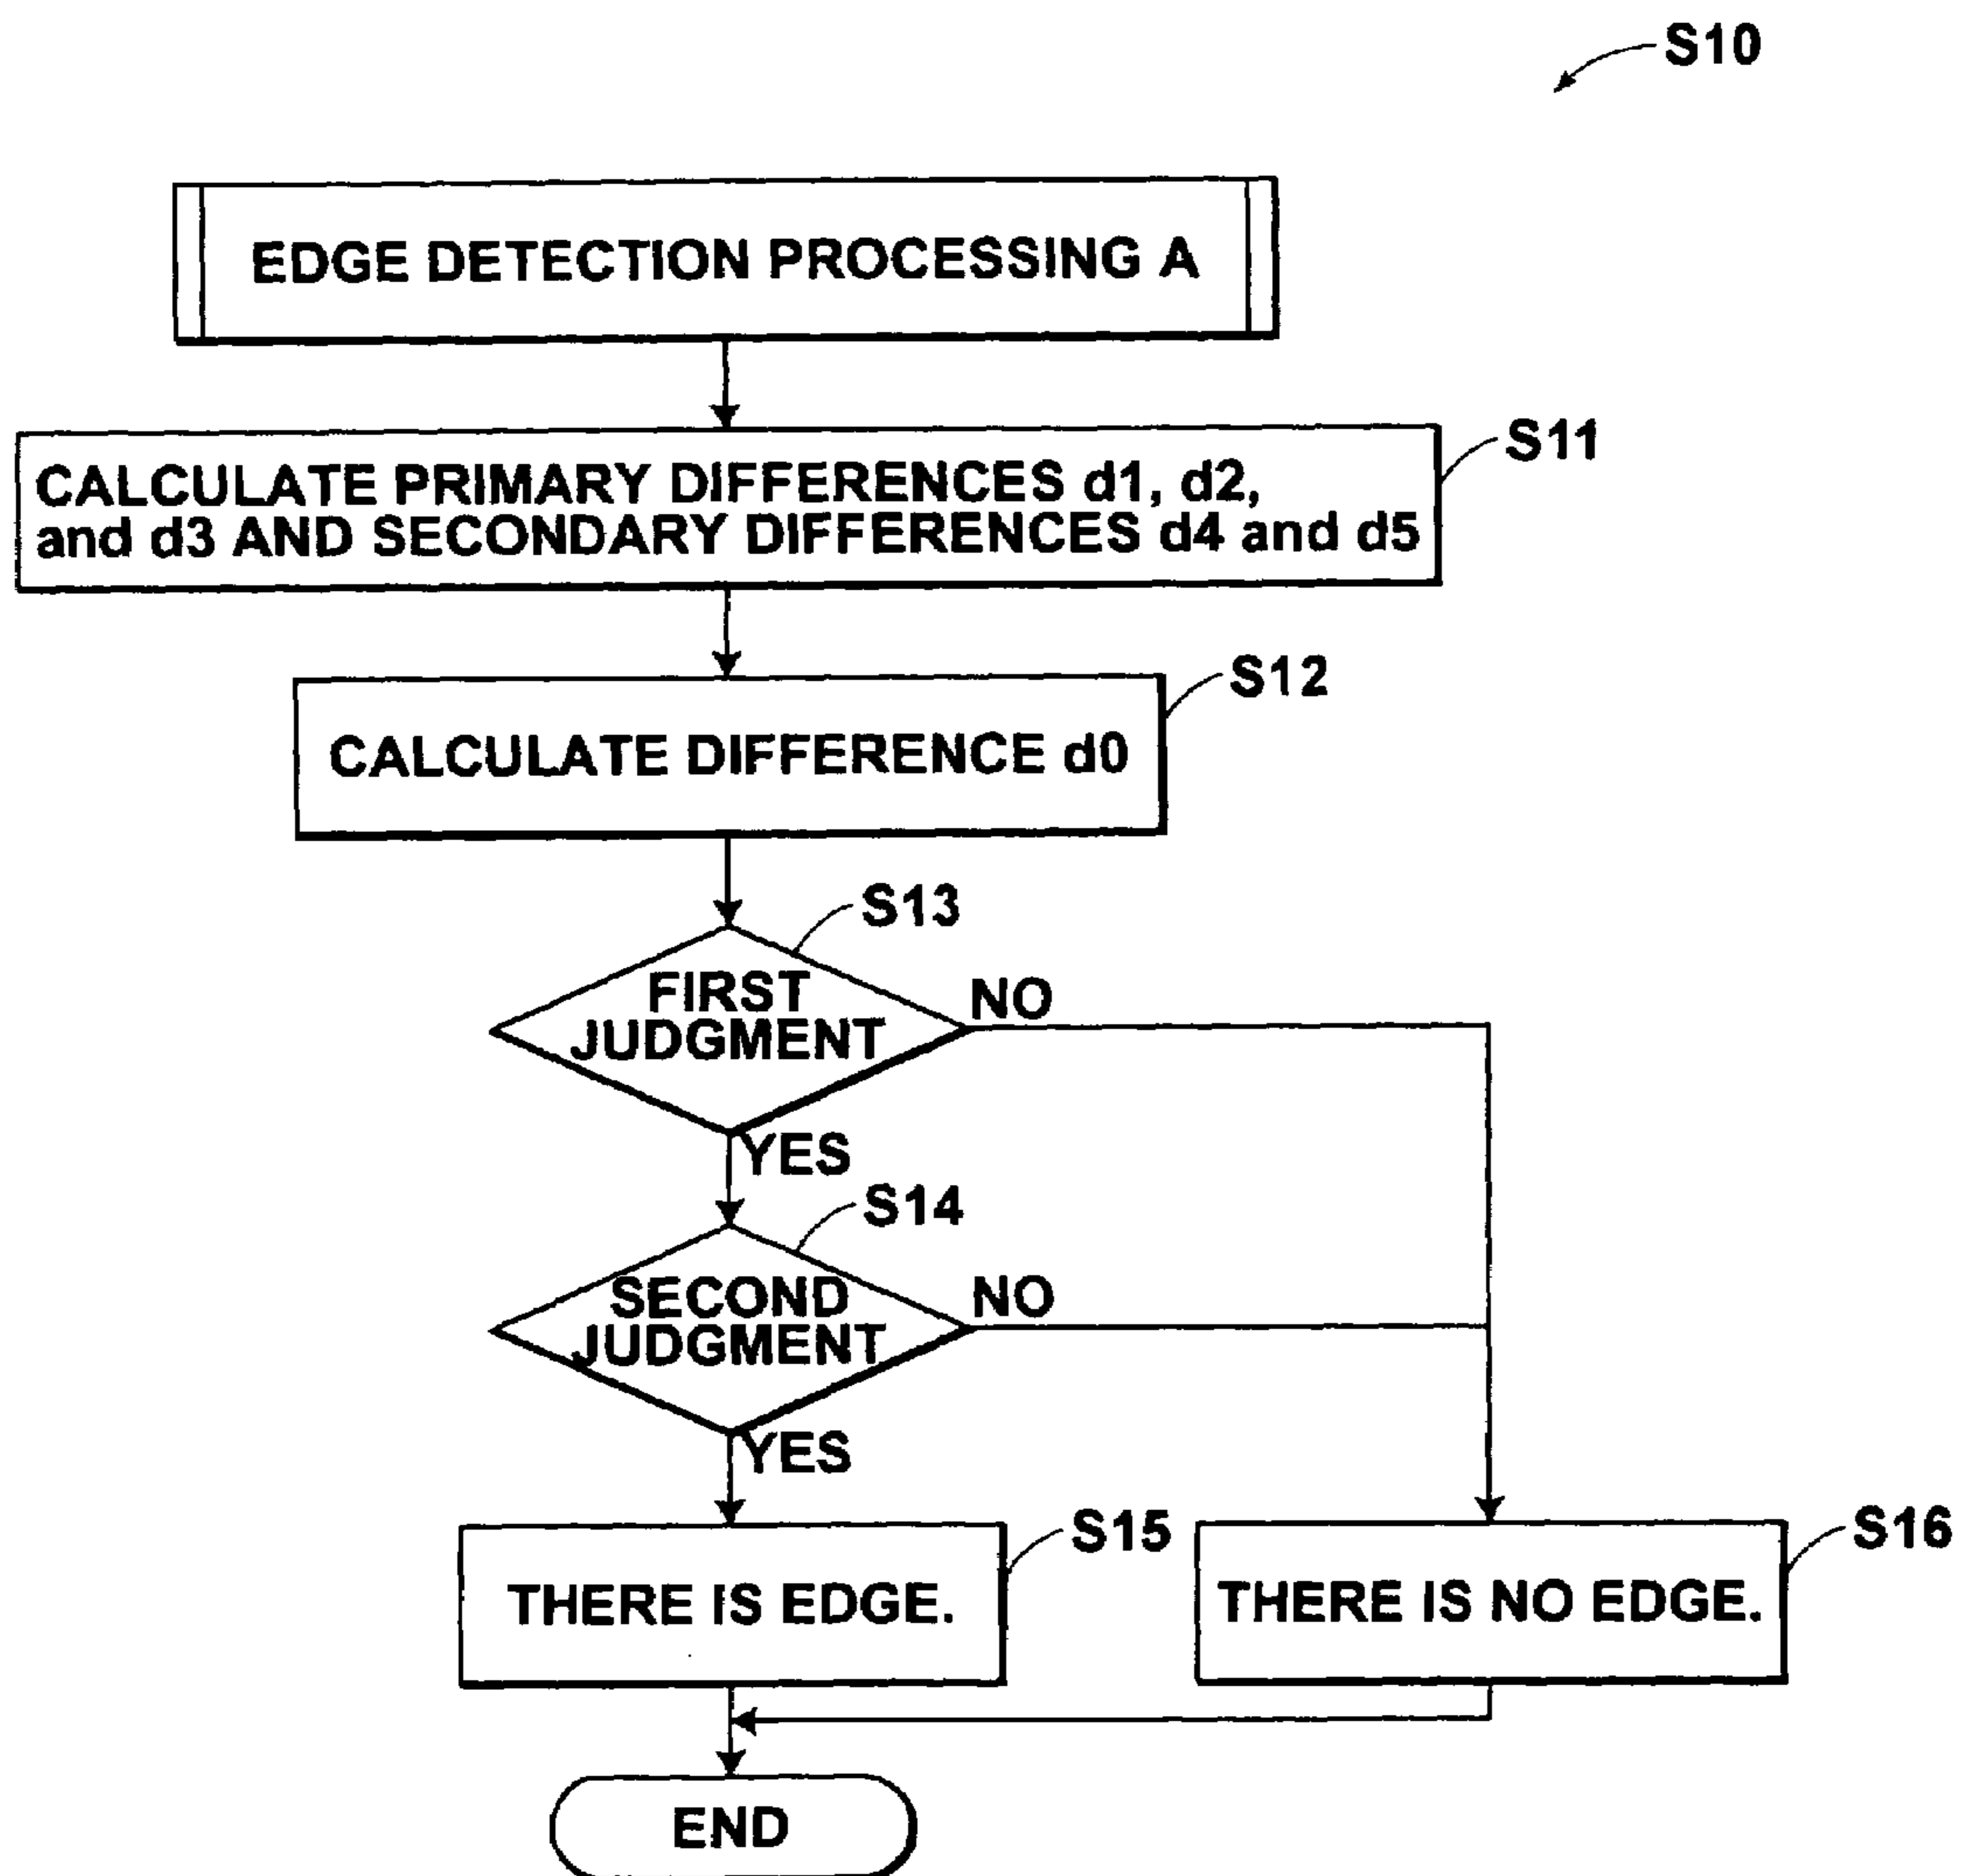 S10
EDGE DETECTION PROCESSING A
S11
CALCULATE PRIMARY DIFFERENCES d1, d2,
and d3 AND SECONDARY DIFFERENCES d4 and d5
S12
CALCULATE DIFFERENCE d0
S13
FIRST
JUDGMENT
NO
YES
S14
SECOND
JUDGMENT
NO
YES
S15
THERE IS EDGE.
S16
THERE IS NO EDGE.
END